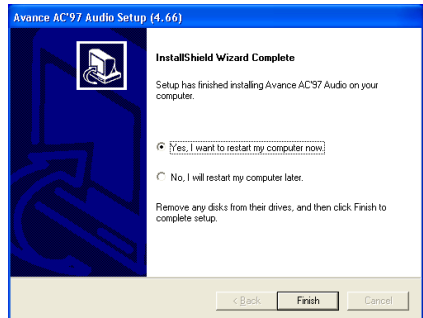 Avance AC'97 Audio Setup (4.66)
InstallShield Wizard Complete
Setup has finished installing Avance AC'97 Audio on your
computer.
Yes, I want to restart my computer now.
No, I will restart my computer later.
Remove any disks from their drives, and then click Finish to
complete setup.
< Back Finish Cancel